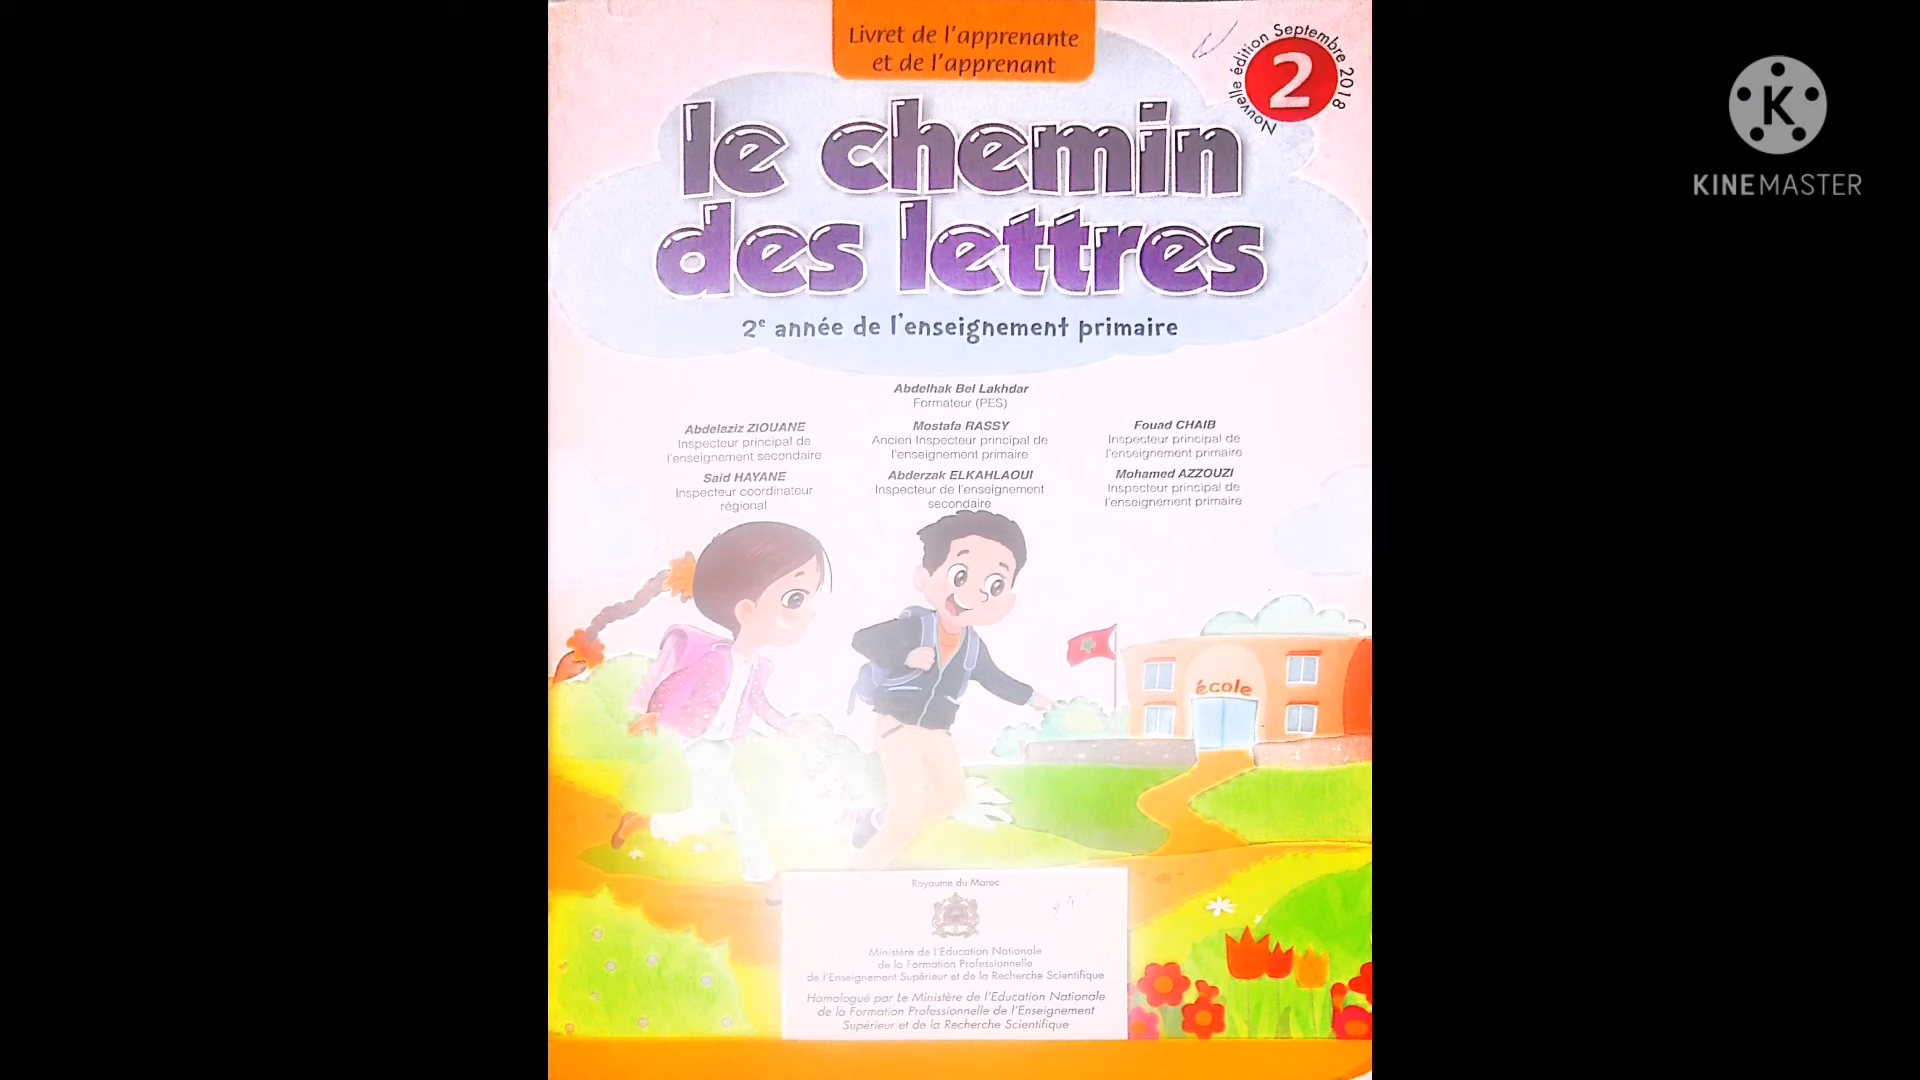 Livret de l'apprenante
et de l'apprenant
Nouvelle édition Septembre 2018
2
le chemin
des lettres
2e année de l'enseignement primaire
Abdelhak Bel Lakhdar
Formateur (PES)
Abdelaziz ZIOUANE
Inspecteur principal de
l'enseignement secondaire
Mostafa RASSY
Ancien Inspecteur principal de
l'enseignement primaire
Fouad CHAIB
Inspecteur principal de
l'enseignement primaire
Said HAYANE
Inspecteur coordinateur
régional
Abderzak ELKAHLAOUI
Inspecteur de l'enseignement
secondaire
Mohamed AZZOUZI
Inspecteur principal de
l'enseignement primaire
école
Royaume du Maroc
Ministère de l'Education Nationale
de la Formation Professionnelle
de l'Enseignement Supérieur et de la Recherche Scientifique
Homologué par Le Ministère de l'Education Nationale
de la Formation Professionnelle de l'Enseignement
Supérieur et de la Recherche Scientifique
K
KINEMASTER